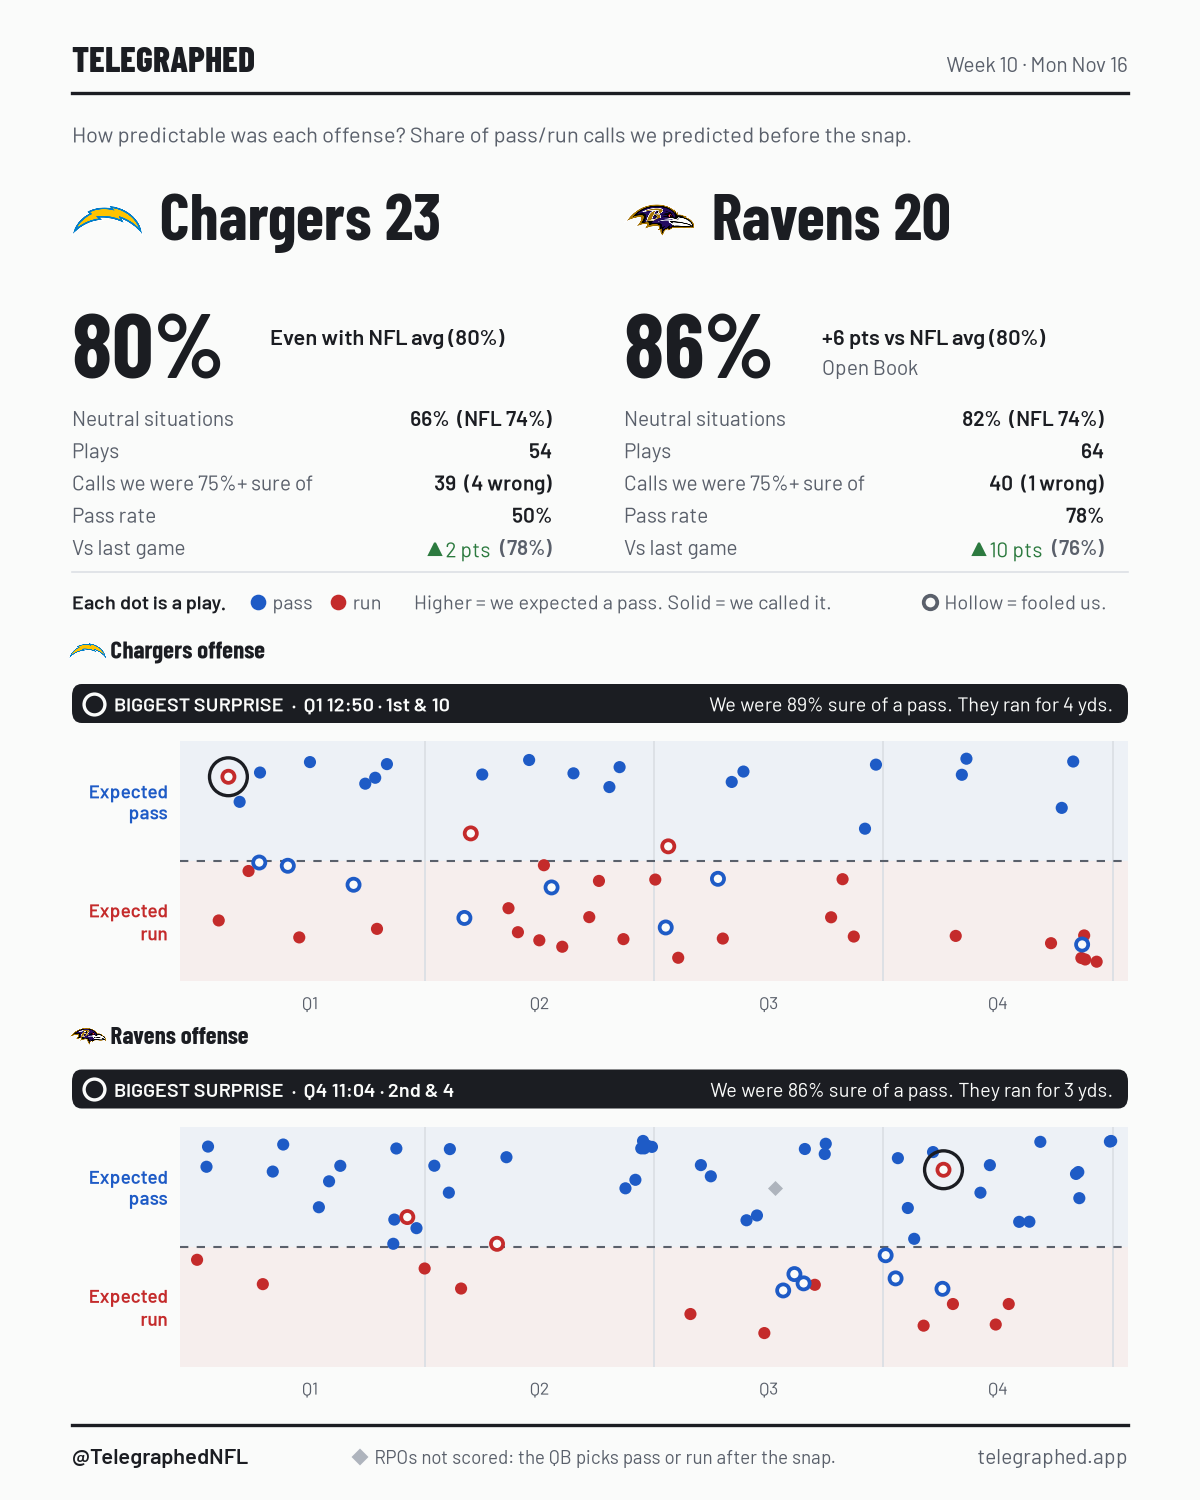 TELEGRAPHED
Week 10 · Mon Nov 16
How predictable was each offense? Share of pass/run calls we predicted before the snap.
Chargers 23
Ravens 20
80%
Even with NFL avg (80%)
86%
+6 pts vs NFL avg (80%)
Open Book
Neutral situations 66% (NFL 74%)
Plays 54
Calls we were 75%+ sure of 39 (4 wrong)
Pass rate 50%
Vs last game ▲2 pts (78%)
Neutral situations 82% (NFL 74%)
Plays 64
Calls we were 75%+ sure of 40 (1 wrong)
Pass rate 78%
Vs last game ▲10 pts (76%)
Each dot is a play. pass run Higher = we expected a pass. Solid = we called it. Hollow = fooled us.
Chargers offense
BIGGEST SURPRISE · Q1 12:50 · 1st & 10 We were 89% sure of a pass. They ran for 4 yds.
Expected
pass
Expected
run
Q1 Q2 Q3 Q4
Ravens offense
BIGGEST SURPRISE · Q4 11:04 · 2nd & 4 We were 86% sure of a pass. They ran for 3 yds.
Expected
pass
Expected
run
Q1 Q2 Q3 Q4
@TelegraphedNFL RPOs not scored: the QB picks pass or run after the snap. telegraphed.app